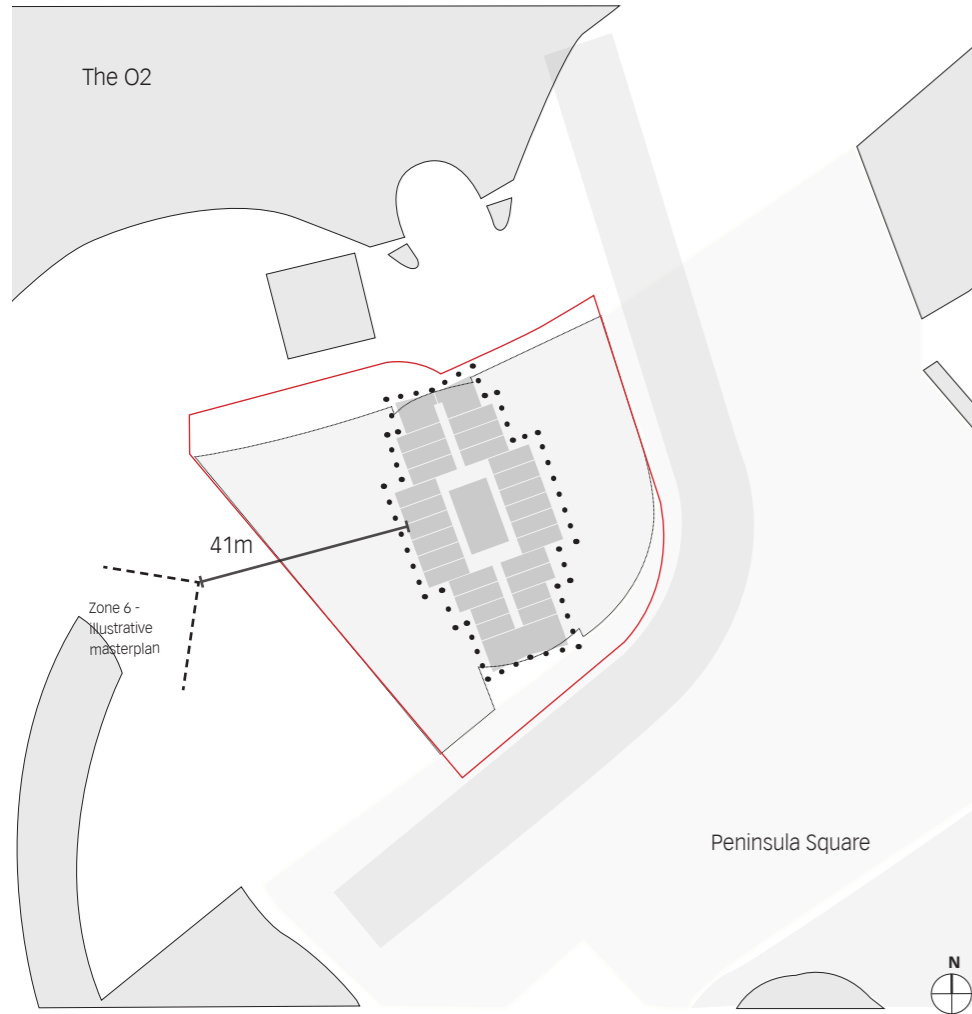 The O2
41m
Zone 6 -
illustrative
masterplan
Peninsula Square
N